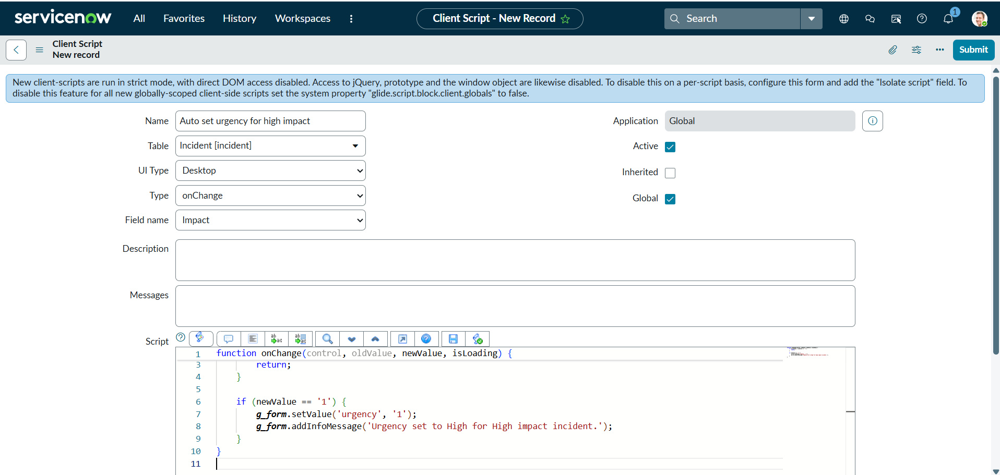 servicenow All Favorites History Workspaces Client Script - New Record Search 1
Client Script
New record
Submit
New client-scripts are run in strict mode, with direct DOM access disabled. Access to jQuery, prototype and the window object are likewise disabled. To disable this on a per-script basis, configure this form and add the "Isolate script" field. To
disable this feature for all new globally-scoped client-side scripts set the system property "glide.script.block.client.globals" to false.
Name Auto set urgency for high impact Application Global
Table Incident [incident] Active
UI Type Desktop Inherited
Type onChange Global
Field name Impact
Description
Messages
Script
1 function onChange(control, oldValue, newValue, isLoading) {
3 return;
4 }
5
6 if (newValue == '1') {
7 g_form.setValue('urgency', '1');
8 g_form.addInfoMessage('Urgency set to High for High impact incident.');
9 }
10 }
11